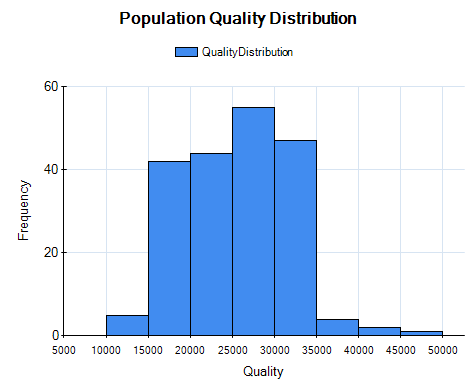 Population Quality Distribution
QualityDistribution
60
40
20
0
Frequency
5000 10000 15000 20000 25000 30000 35000 40000 45000 50000
Quality